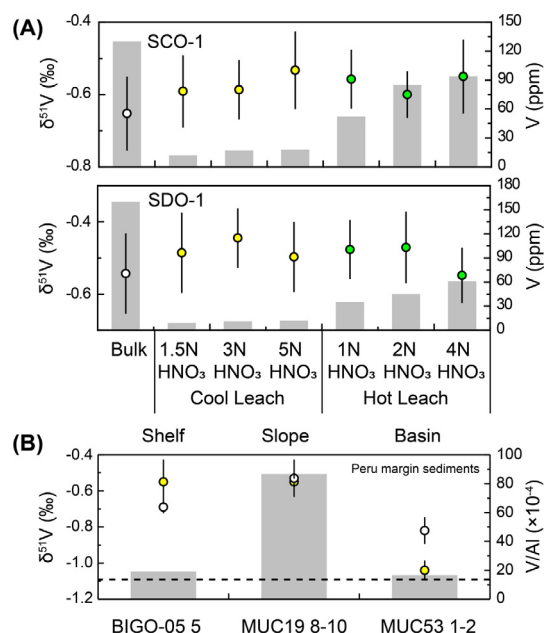 (A)
SCO-1
δ⁵¹V (‰)
-0.4
-0.6
-0.8
V (ppm)
150
120
90
60
30
0
SDO-1
δ⁵¹V (‰)
-0.4
-0.6
V (ppm)
180
150
120
90
60
30
0
Bulk 1.5N 3N 5N 1N 2N 4N
HNO₃ HNO₃ HNO₃ HNO₃ HNO₃ HNO₃
Cool Leach Hot Leach
(B)
Shelf Slope Basin
Peru margin sediments
δ⁵¹V (‰)
-0.4
-0.6
-0.8
-1.0
-1.2
V/Al (×10⁻⁴)
100
80
60
40
20
0
BIGO-05 5 MUC19 8-10 MUC53 1-2